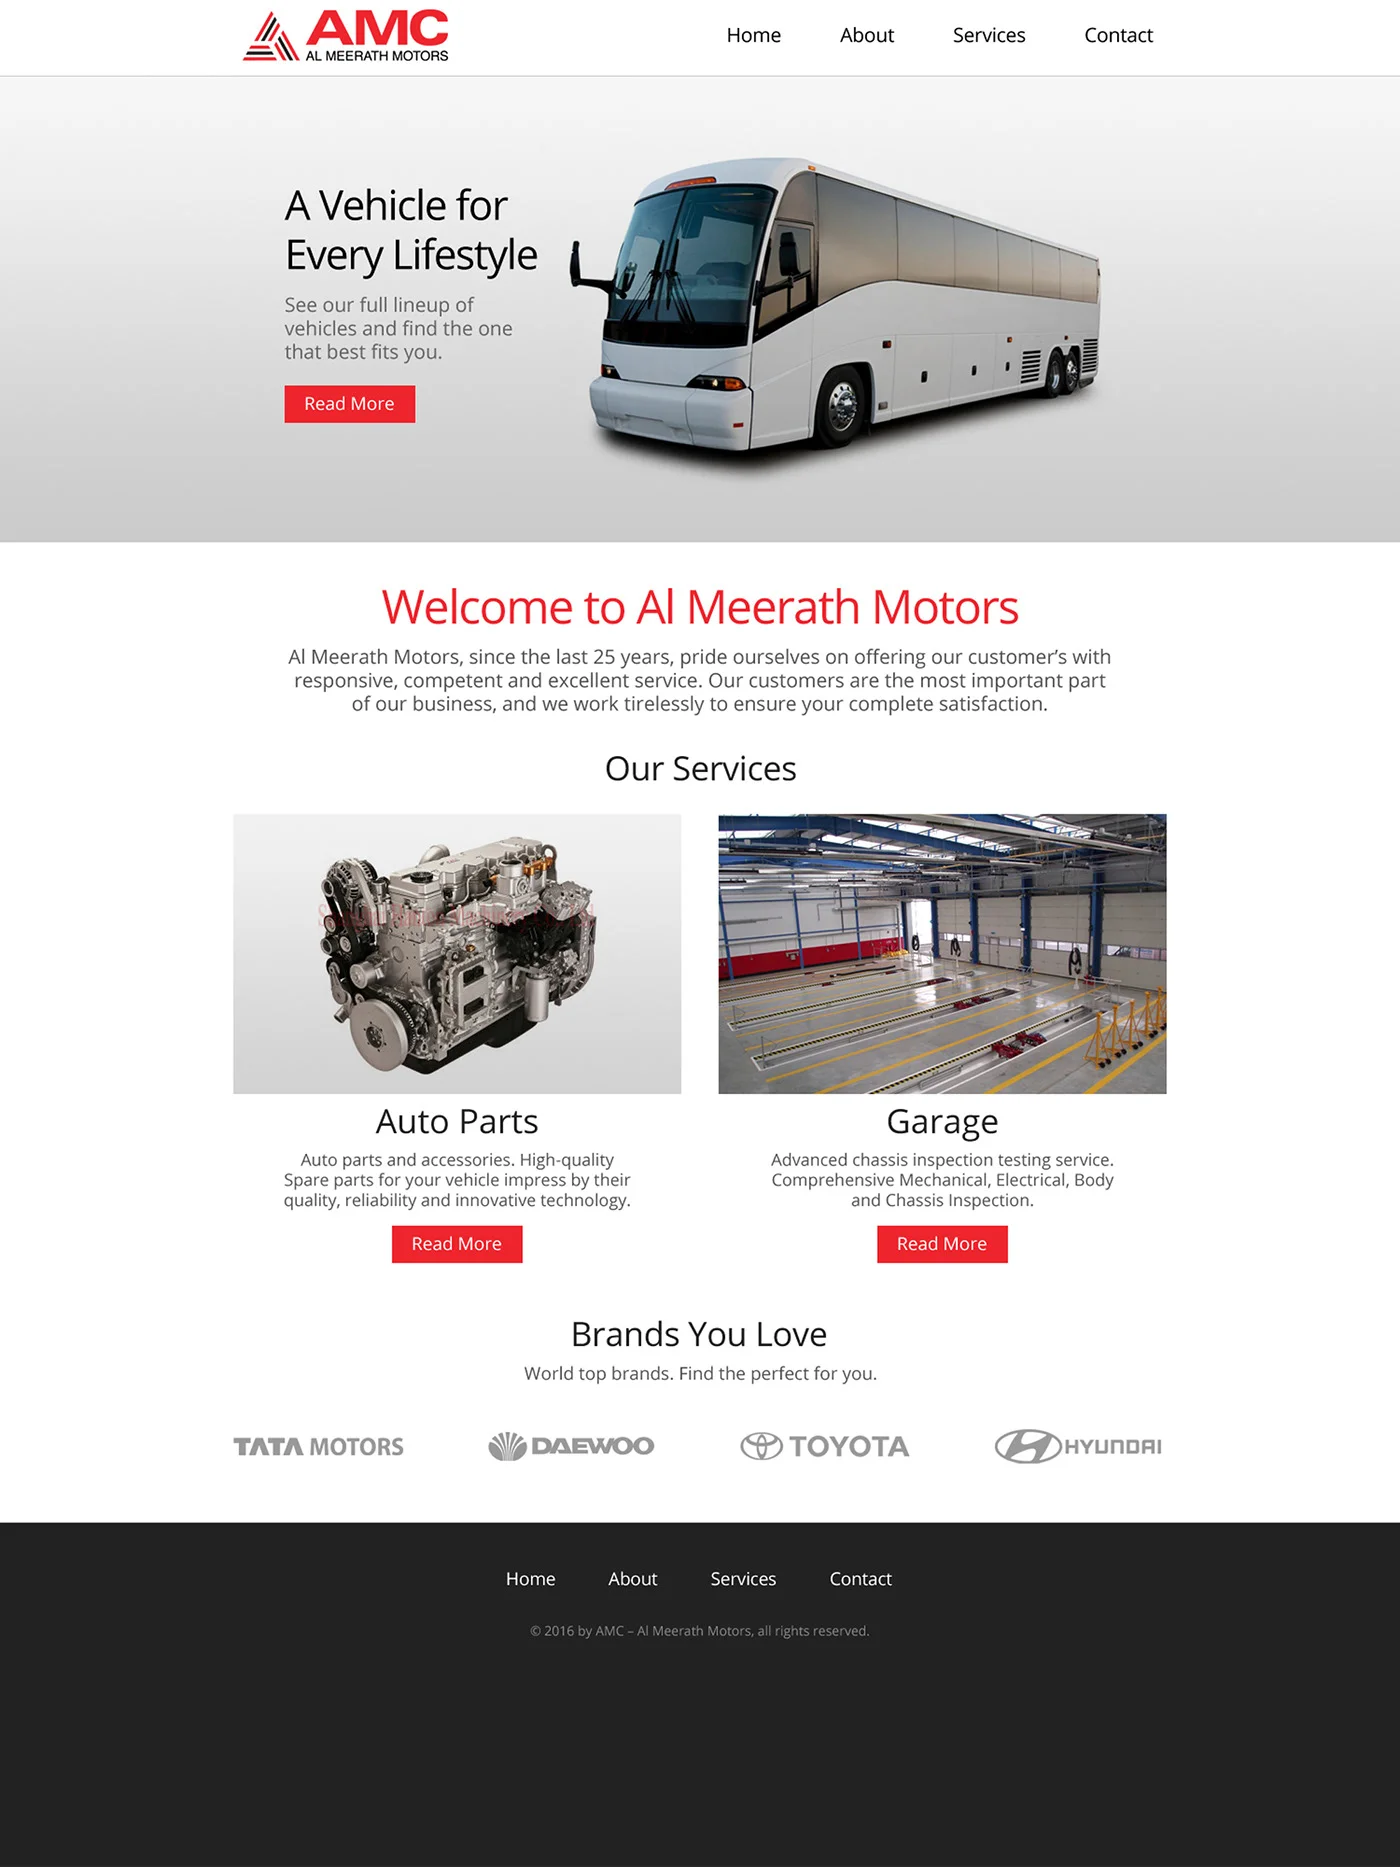 AMC
AL MEERATH MOTORS
Home About Services Contact
A Vehicle for
Every Lifestyle
See our full lineup of
vehicles and find the one
that best fits you.
Read More
Welcome to Al Meerath Motors
Al Meerath Motors, since the last 25 years, pride ourselves on offering our customer’s with
responsive, competent and excellent service. Our customers are the most important part
of our business, and we work tirelessly to ensure your complete satisfaction.
Our Services
Auto Parts
Auto parts and accessories. High-quality
Spare parts for your vehicle impress by their
quality, reliability and innovative technology.
Read More
Garage
Advanced chassis inspection testing service.
Comprehensive Mechanical, Electrical, Body
and Chassis Inspection.
Read More
Brands You Love
World top brands. Find the perfect for you.
TATA MOTORS
DAEWOO
TOYOTA
HYUNDAI
Home About Services Contact
© 2016 by AMC – Al Meerath Motors, all rights reserved.